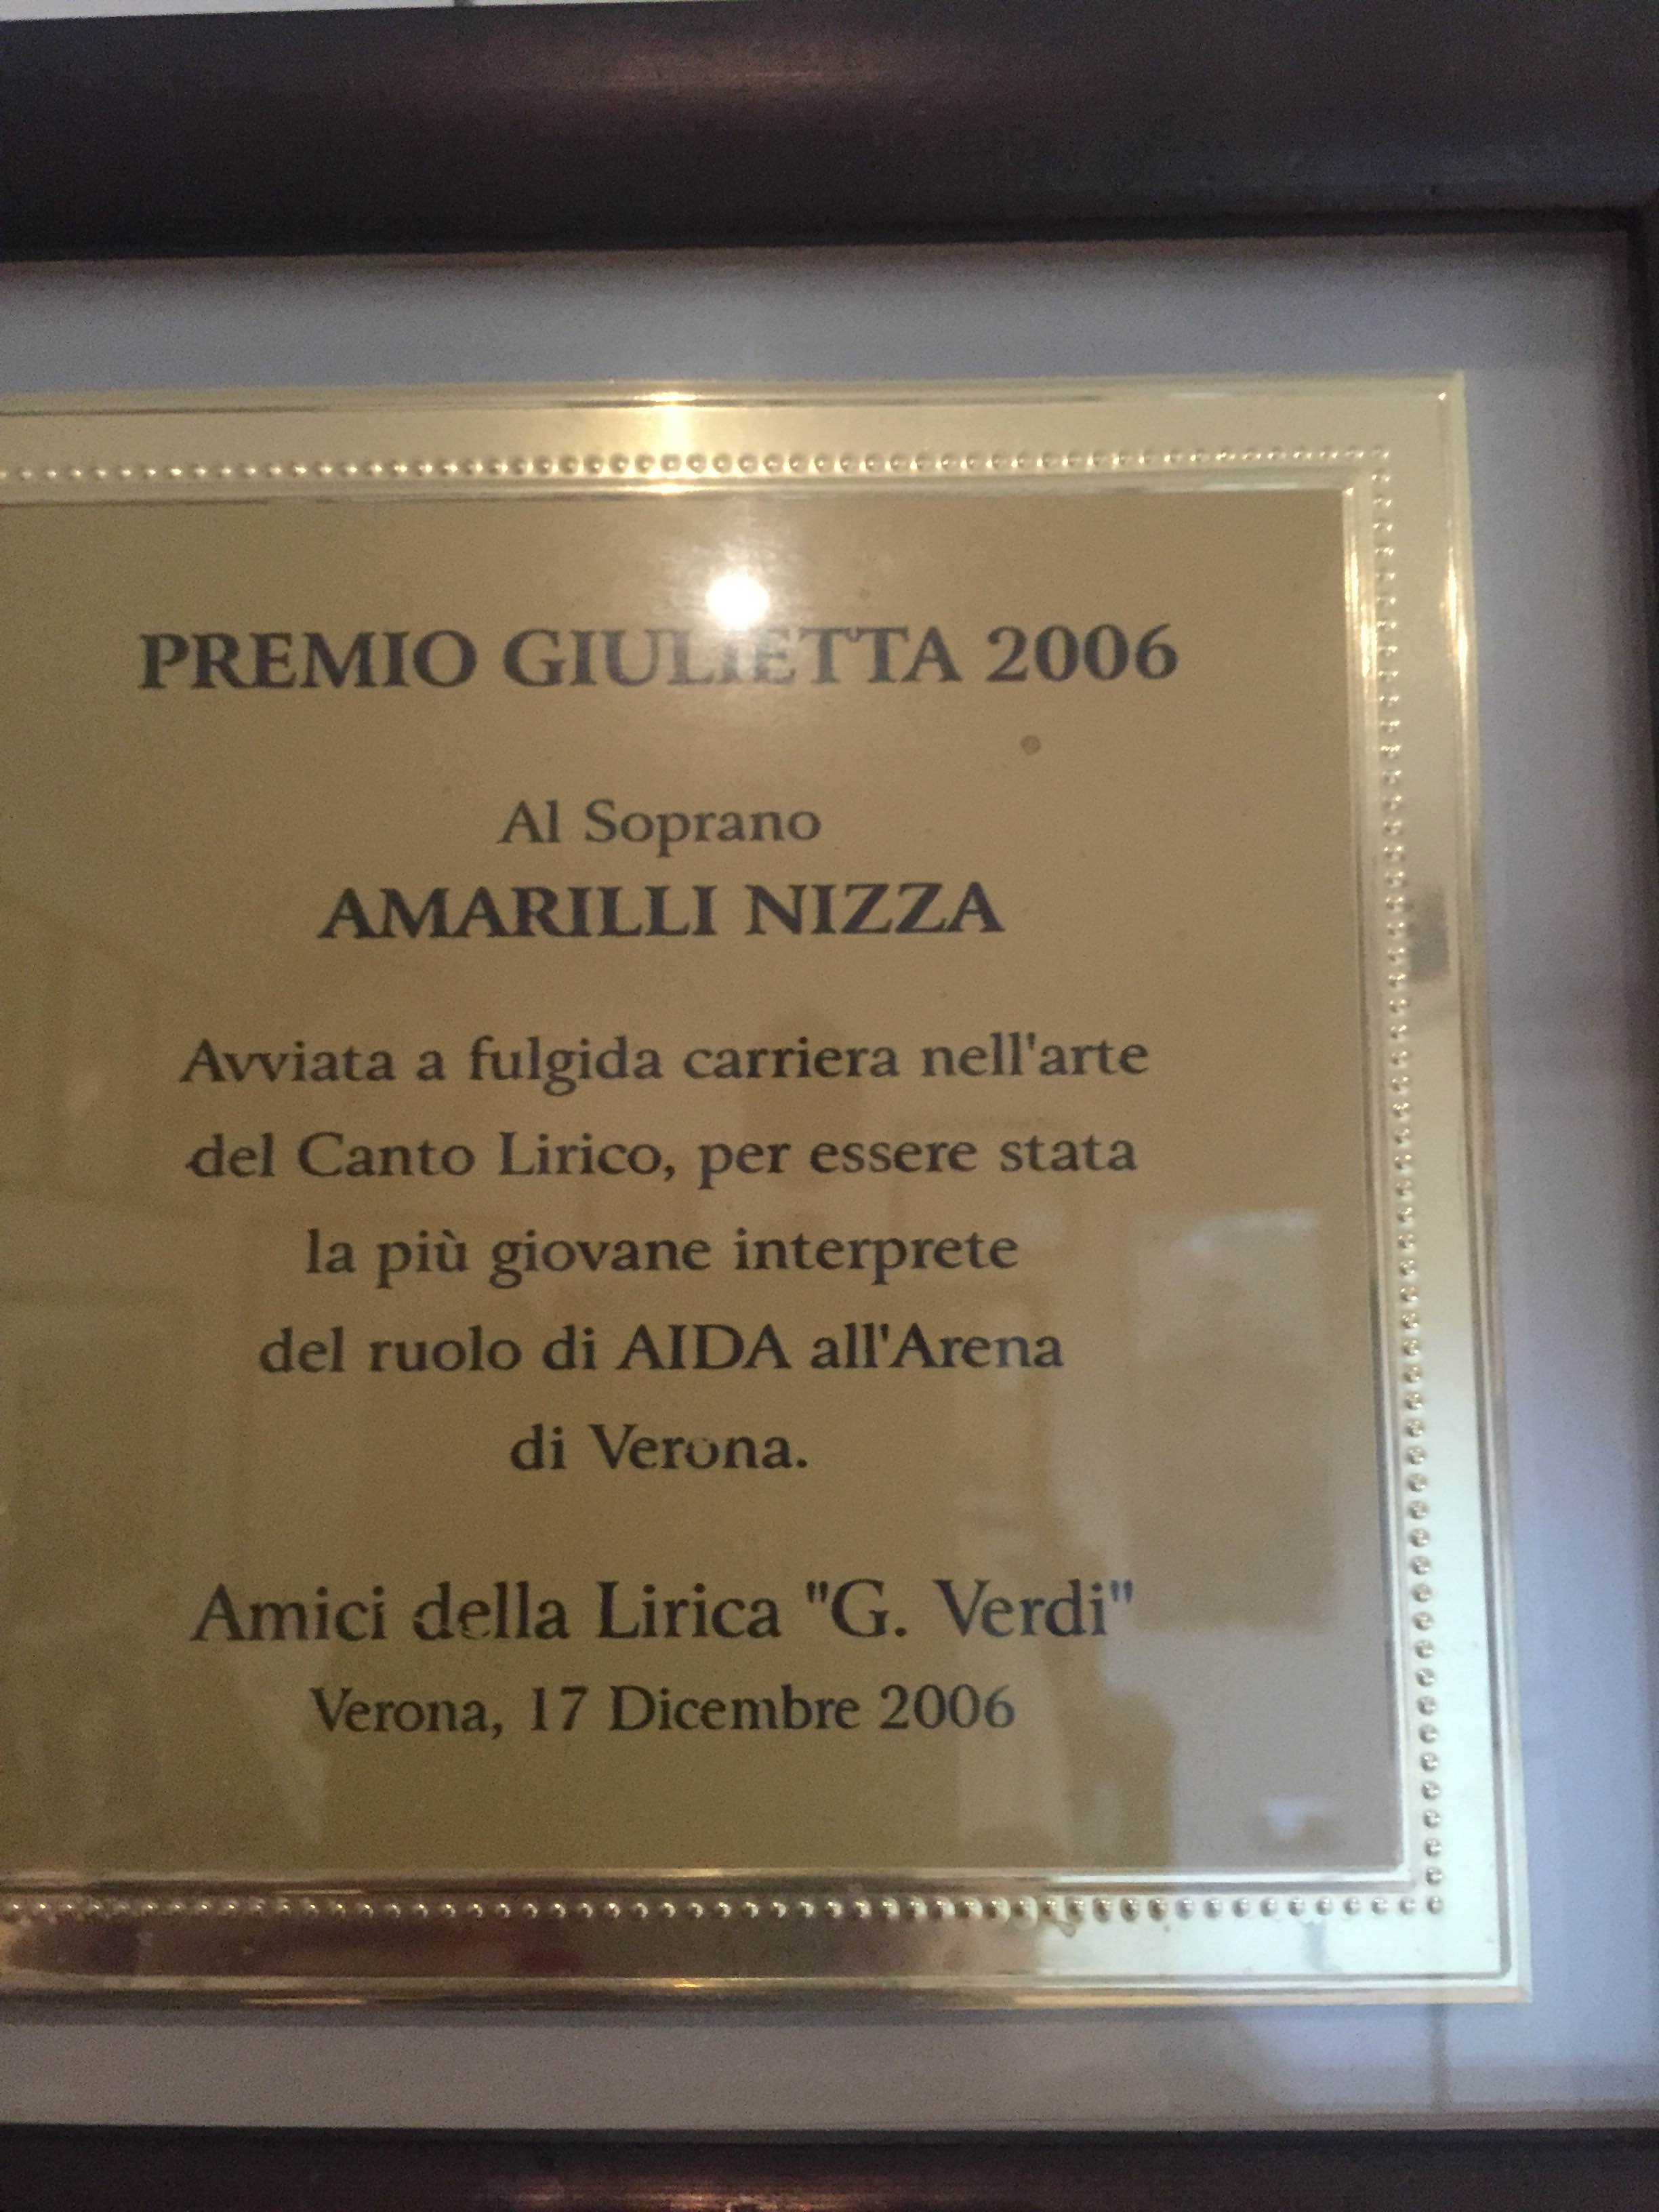 PREMIO GIULIETTA 2006
Al Soprano
AMARILLI NIZZA
Avviata a fulgida carriera nell'arte
del Canto Lirico, per essere stata
la più giovane interprete
del ruolo di AIDA all'Arena
di Verona.
Amici della Lirica "G. Verdi"
Verona, 17 Dicembre 2006